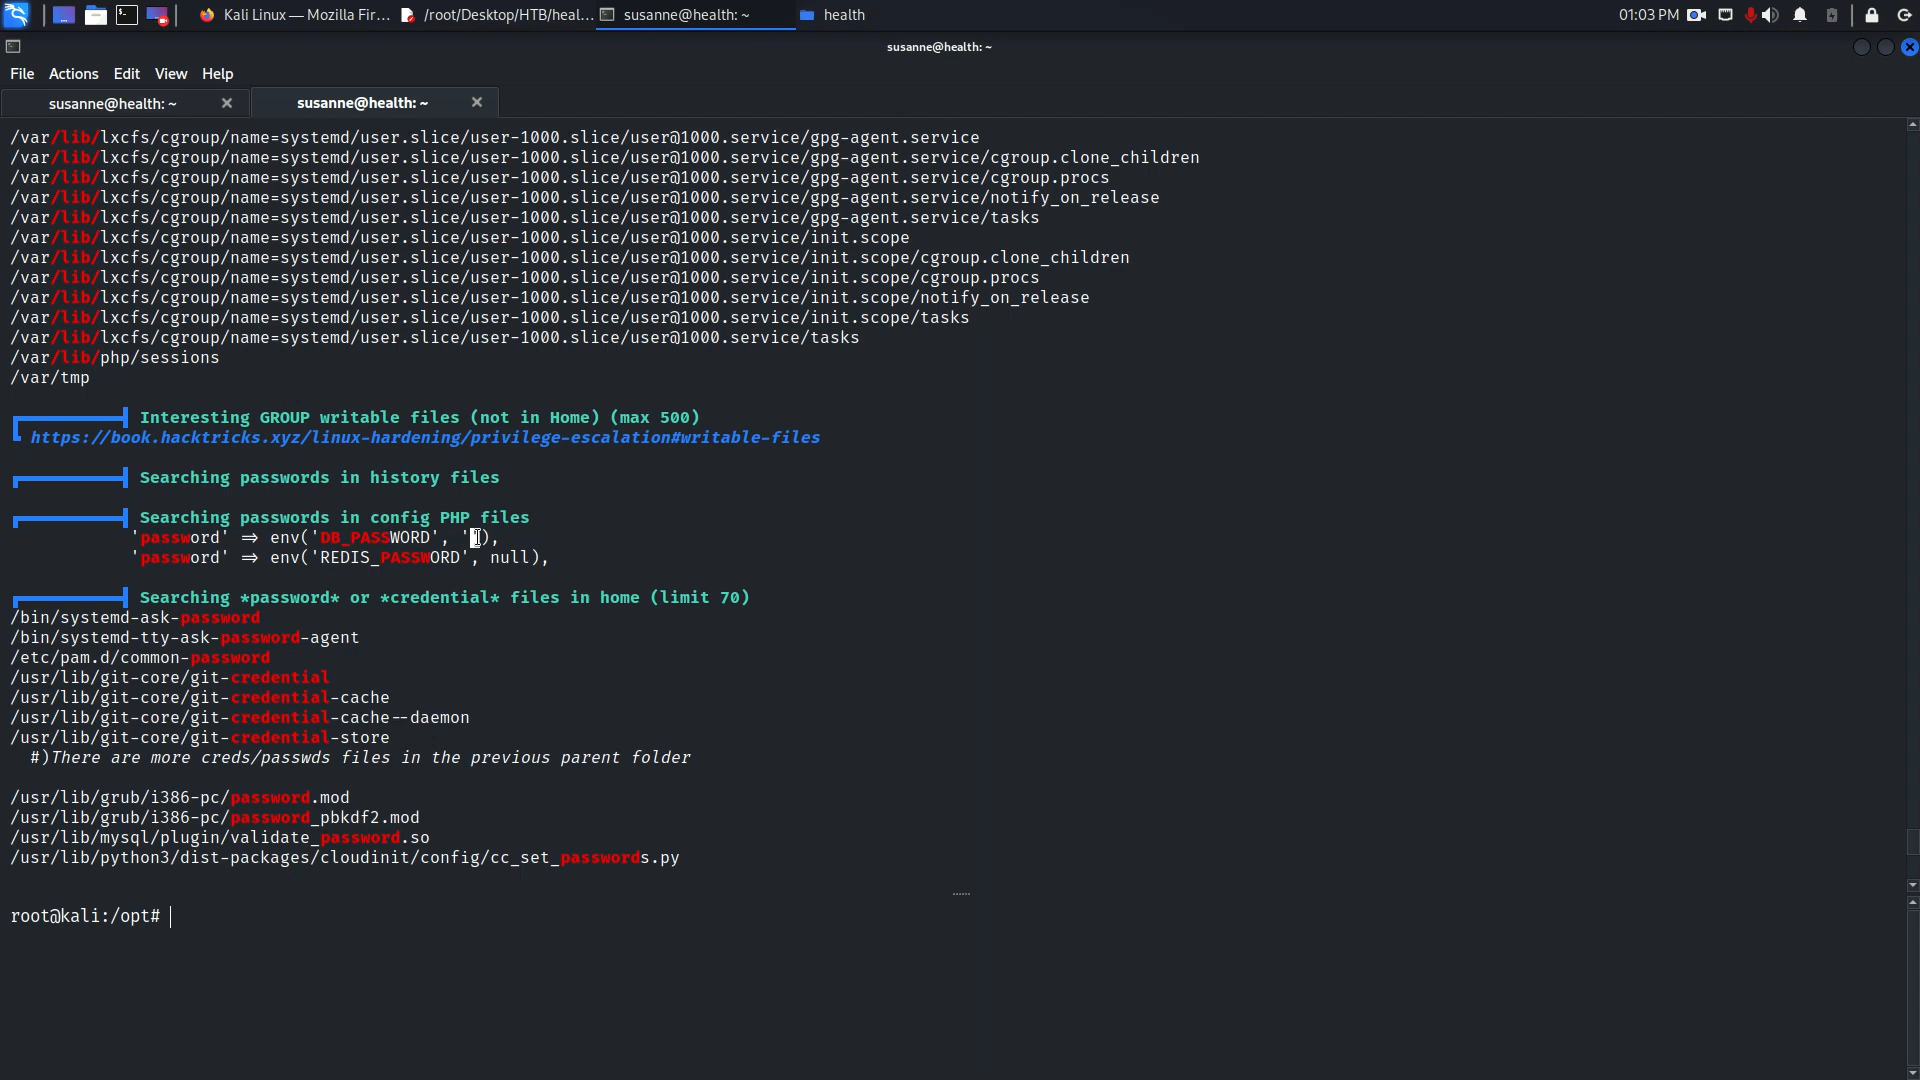 Kali Linux — Mozilla Fir...
/root/Desktop/HTB/heal...
susanne@health: ~
health
01:03 PM
susanne@health: ~
File Actions Edit View Help
susanne@health: ~
susanne@health: ~
/var/lib/lxcfs/cgroup/name=systemd/user.slice/user-1000.slice/user@1000.service/gpg-agent.service
/var/lib/lxcfs/cgroup/name=systemd/user.slice/user-1000.slice/user@1000.service/gpg-agent.service/cgroup.clone_children
/var/lib/lxcfs/cgroup/name=systemd/user.slice/user-1000.slice/user@1000.service/gpg-agent.service/cgroup.procs
/var/lib/lxcfs/cgroup/name=systemd/user.slice/user-1000.slice/user@1000.service/gpg-agent.service/notify_on_release
/var/lib/lxcfs/cgroup/name=systemd/user.slice/user-1000.slice/user@1000.service/gpg-agent.service/tasks
/var/lib/lxcfs/cgroup/name=systemd/user.slice/user-1000.slice/user@1000.service/init.scope
/var/lib/lxcfs/cgroup/name=systemd/user.slice/user-1000.slice/user@1000.service/init.scope/cgroup.clone_children
/var/lib/lxcfs/cgroup/name=systemd/user.slice/user-1000.slice/user@1000.service/init.scope/cgroup.procs
/var/lib/lxcfs/cgroup/name=systemd/user.slice/user-1000.slice/user@1000.service/init.scope/notify_on_release
/var/lib/lxcfs/cgroup/name=systemd/user.slice/user-1000.slice/user@1000.service/init.scope/tasks
/var/lib/lxcfs/cgroup/name=systemd/user.slice/user-1000.slice/user@1000.service/tasks
/var/lib/php/sessions
/var/tmp
Interesting GROUP writable files (not in Home) (max 500)
https://book.hacktricks.xyz/linux-hardening/privilege-escalation#writable-files
Searching passwords in history files
Searching passwords in config PHP files
'password' => env('DB_PASSWORD', ''),
'password' => env('REDIS_PASSWORD', null),
Searching *password* or *credential* files in home (limit 70)
/bin/systemd-ask-password
/bin/systemd-tty-ask-password-agent
/etc/pam.d/common-password
/usr/lib/git-core/git-credential
/usr/lib/git-core/git-credential-cache
/usr/lib/git-core/git-credential-cache--daemon
/usr/lib/git-core/git-credential-store
#)There are more creds/passwds files in the previous parent folder
/usr/lib/grub/i386-pc/password.mod
/usr/lib/grub/i386-pc/password_pbkdf2.mod
/usr/lib/mysql/plugin/validate_password.so
/usr/lib/python3/dist-packages/cloudinit/config/cc_set_passwords.py
root@kali:/opt#